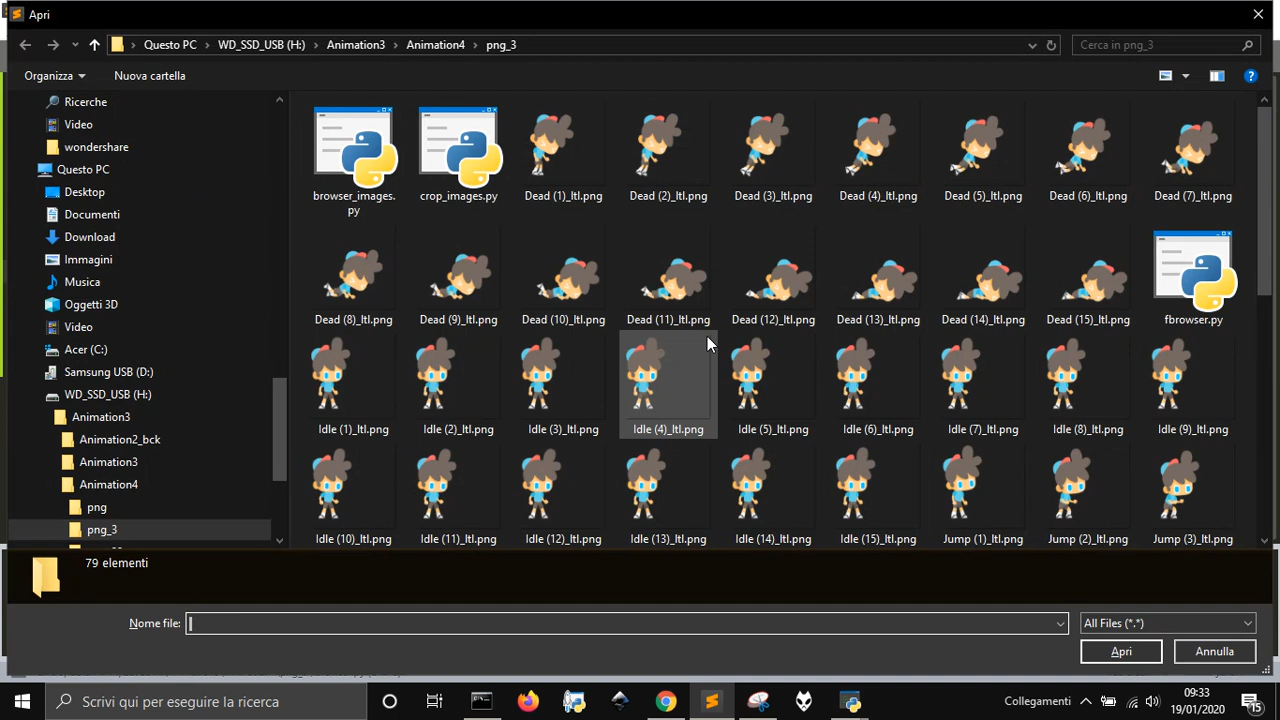 Apri
Questo PC > WD_SSD_USB (H:) > Animation3 > Animation4 > png_3
Cerca in png_3
Organizza
Nuova cartella
Ricerche
Video
wondershare
Questo PC
Desktop
Documenti
Download
Immagini
Musica
Oggetti 3D
Video
Acer (C:)
Samsung USB (D:)
WD_SSD_USB (H:)
Animation3
Animation2_bck
Animation3
Animation4
png
png_3
browser_images.
py
crop_images.py
Dead (1)_ltl.png
Dead (2)_ltl.png
Dead (3)_ltl.png
Dead (4)_ltl.png
Dead (5)_ltl.png
Dead (6)_ltl.png
Dead (7)_ltl.png
Dead (8)_ltl.png
Dead (9)_ltl.png
Dead (10)_ltl.png
Dead (11)_ltl.png
Dead (12)_ltl.png
Dead (13)_ltl.png
Dead (14)_ltl.png
Dead (15)_ltl.png
fbrowser.py
Idle (1)_ltl.png
Idle (2)_ltl.png
Idle (3)_ltl.png
Idle (4)_ltl.png
Idle (5)_ltl.png
Idle (6)_ltl.png
Idle (7)_ltl.png
Idle (8)_ltl.png
Idle (9)_ltl.png
Idle (10)_ltl.png
Idle (11)_ltl.png
Idle (12)_ltl.png
Idle (13)_ltl.png
Idle (14)_ltl.png
Idle (15)_ltl.png
Jump (1)_ltl.png
Jump (2)_ltl.png
Jump (3)_ltl.png
79 elementi
Nome file:
All Files (*.*)
Apri
Annulla
Scrivi qui per eseguire la ricerca
Collegamenti
09:33
19/01/2020
15